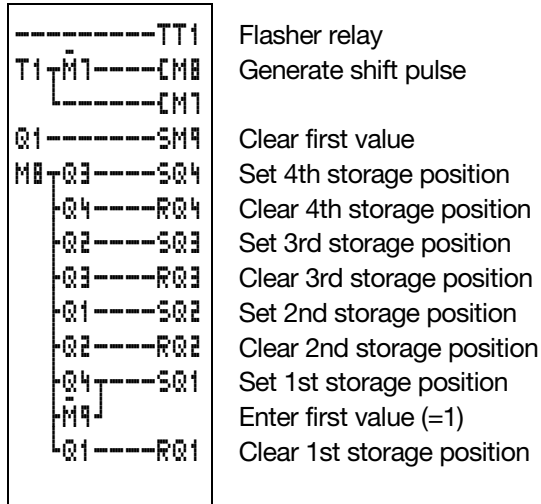 ---------TT1 Flasher relay
T1┬M̅7----[M8 Generate shift pulse
└------[M7
Q1-------SM9 Clear first value
M8┬Q3----SQ4 Set 4th storage position
├Q4----RQ4 Clear 4th storage position
├Q2----SQ3 Set 3rd storage position
├Q3----RQ3 Clear 3rd storage position
├Q1----SQ2 Set 2nd storage position
├Q2----RQ2 Clear 2nd storage position
├Q4┬---SQ1 Set 1st storage position
├M̅9┘ Enter first value (=1)
└Q1----RQ1 Clear 1st storage position